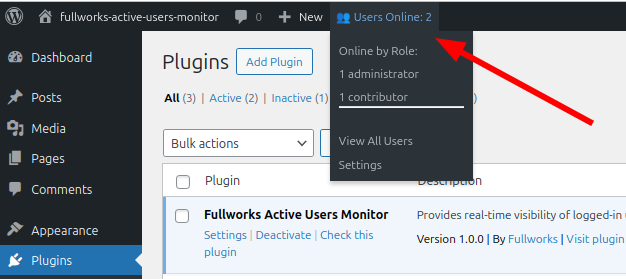 fullworks-active-users-monitor 0 New Users Online: 2
Dashboard
Posts
Media
Pages
Comments
Appearance
Plugins
Plugins Add Plugin
All (3) | Active (2) | Inactive (1)
Bulk actions
Plugin Description
Fullworks Active Users Monitor
Settings | Deactivate | Check this
plugin
Provides real-time visibility of logged-in
Version 1.0.0 | By Fullworks | Visit plugin
Online by Role:
1 administrator
1 contributor
View All Users
Settings